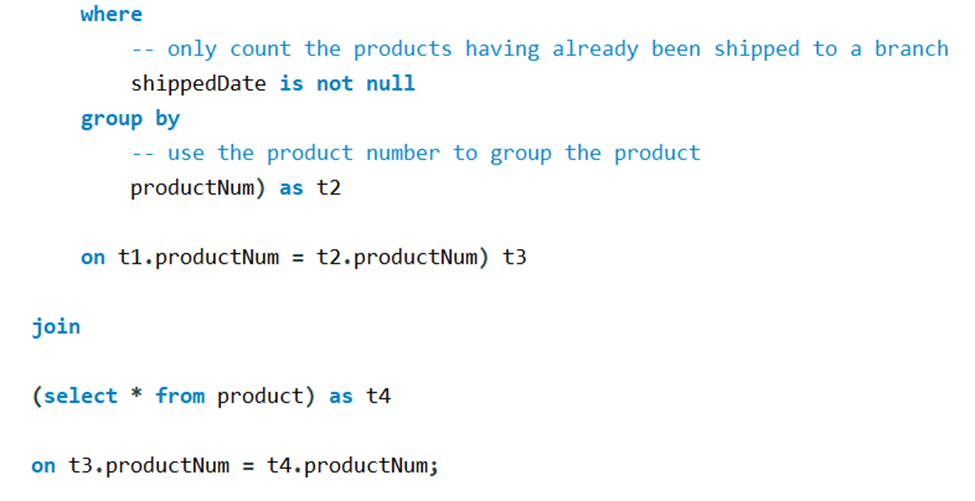 where
-- only count the products having already been shipped to a branch
shippedDate is not null
group by
-- use the product number to group the product
productNum) as t2
on t1.productNum = t2.productNum) t3
join
(select * from product) as t4
on t3.productNum = t4.productNum;